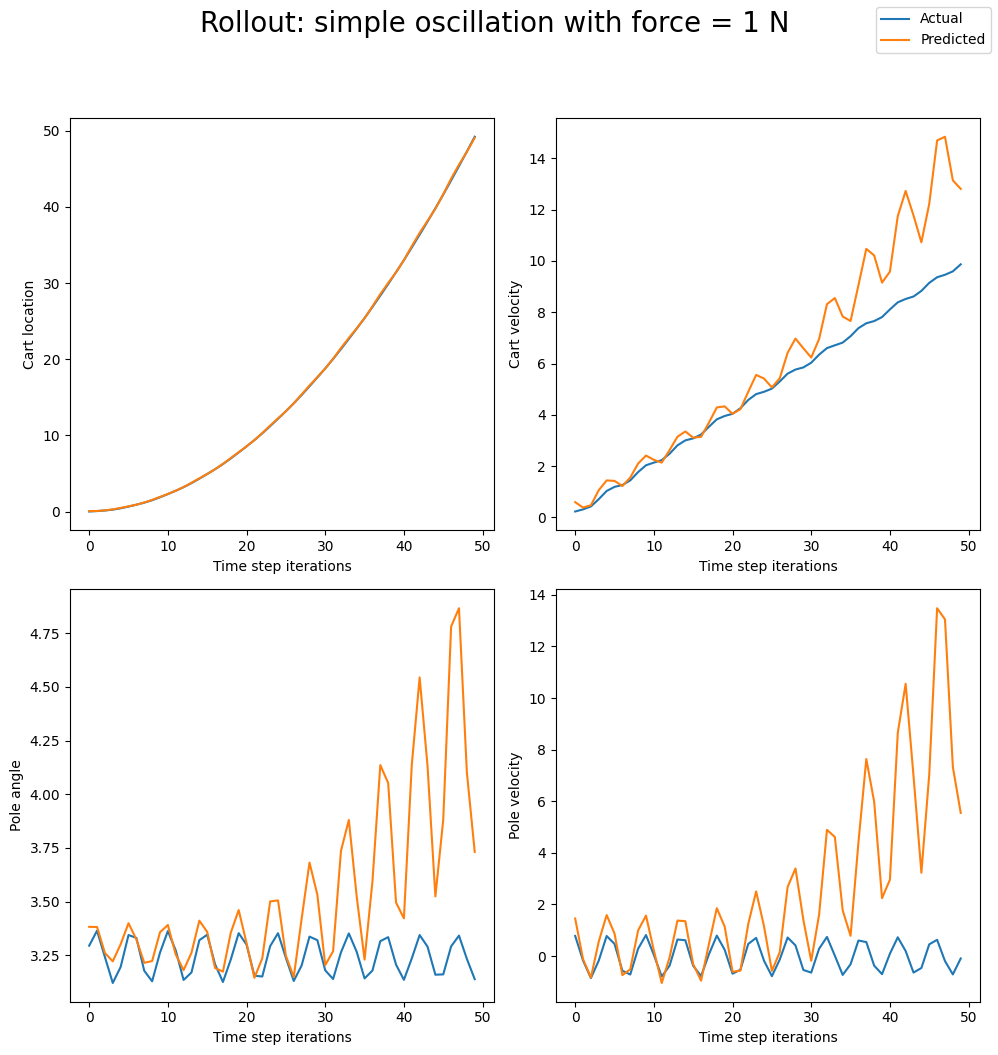 Rollout: simple oscillation with force = 1 N
Actual
Predicted
50
40
30
20
10
0
Cart location
0 10 20 30 40 50
Time step iterations
14
12
10
8
6
4
2
0
Cart velocity
0 10 20 30 40 50
Time step iterations
4.75
4.50
4.25
4.00
3.75
3.50
3.25
Pole angle
0 10 20 30 40 50
Time step iterations
14
12
10
8
6
4
2
0
Pole velocity
0 10 20 30 40 50
Time step iterations